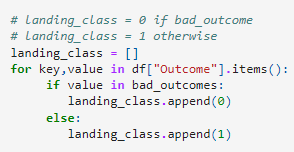 # landing_class = 0 if bad_outcome
# landing_class = 1 otherwise
landing_class = []
for key,value in df["Outcome"].items():
    if value in bad_outcomes:
        landing_class.append(0)
    else:
        landing_class.append(1)